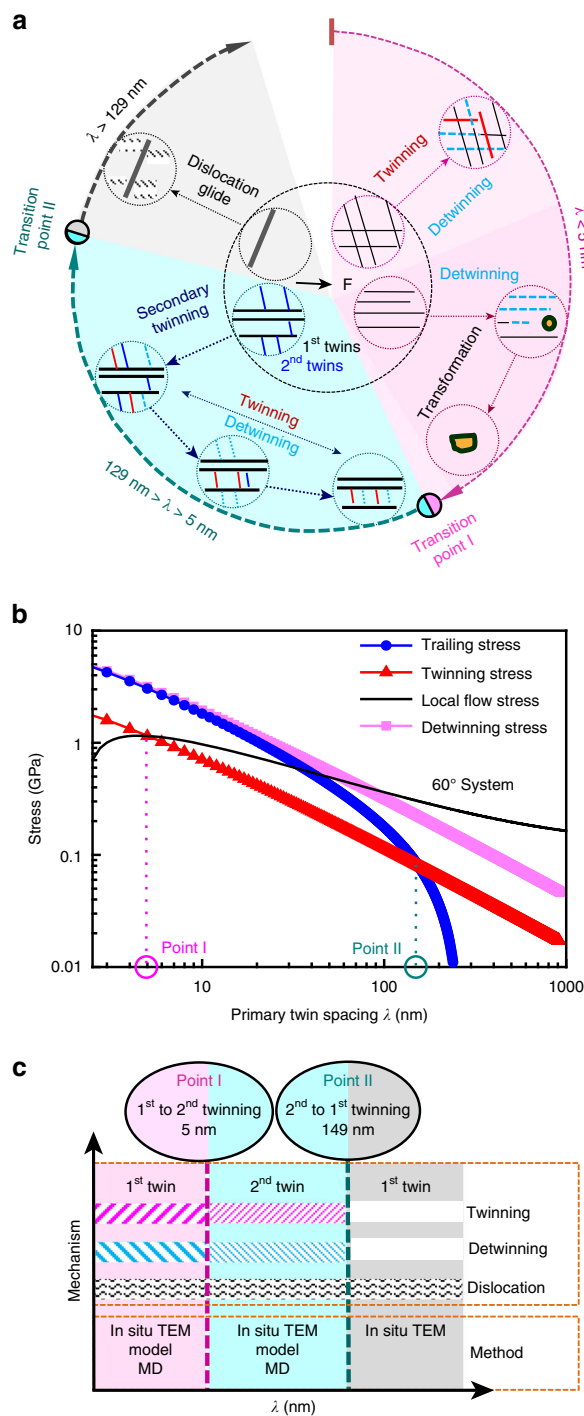 a
λ > 129 nm
Transition
point II
Dislocation
glide
Twinning
Detwinning
λ ≥ 5 nm
F
Detwinning
Secondary
twinning
1st twins
2nd twins
Transformation
Twinning
Detwinning
129 nm > λ > 5 nm
Transition
point I
b
10
1
0.1
0.01
Stress (GPa)
Trailing stress
Twinning stress
Local flow stress
Detwinning stress
60° System
Point I
Point II
10
100
1000
Primary twin spacing λ (nm)
c
Point I
1st to 2nd twinning
5 nm
Point II
2nd to 1st twinning
149 nm
Mechanism
1st twin
2nd twin
1st twin
Twinning
Detwinning
Dislocation
In situ TEM
model
MD
In situ TEM
model
MD
In situ TEM
Method
λ (nm)